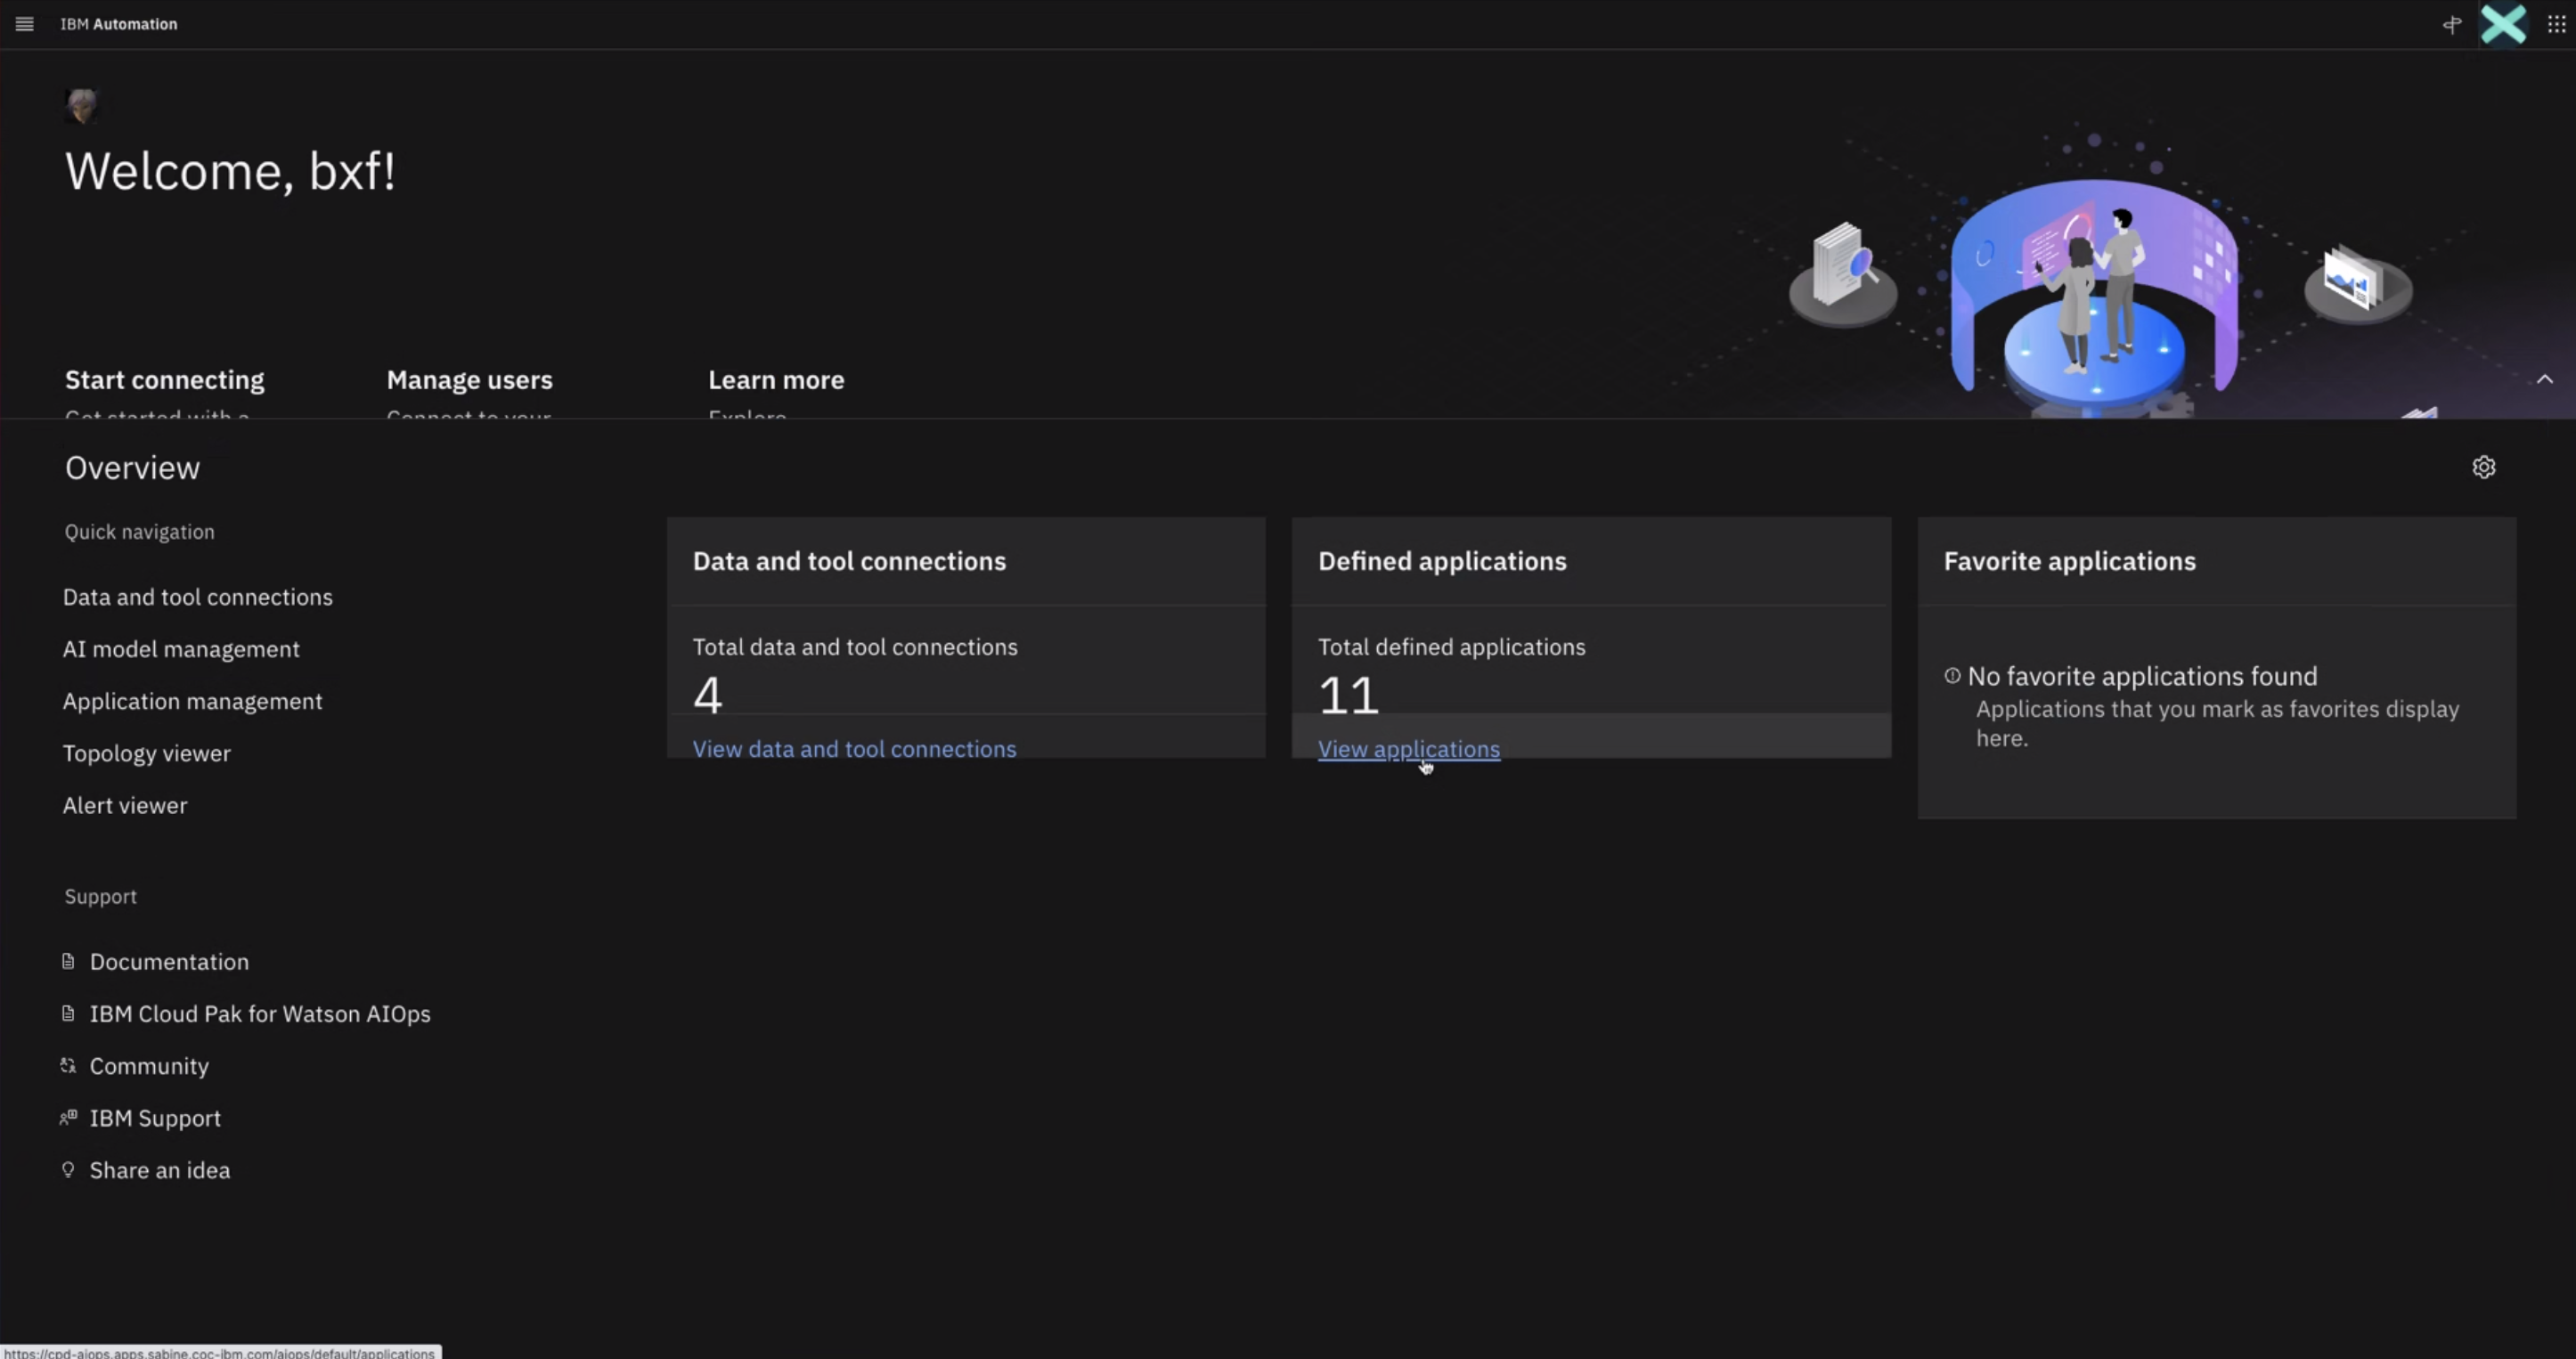 IBM Automation
Welcome, bxf!
Start connecting
Manage users
Learn more
Get started with a
Connect to your
Explore
Overview
Quick navigation
Data and tool connections
AI model management
Application management
Topology viewer
Alert viewer
Support
Documentation
IBM Cloud Pak for Watson AIOps
Community
IBM Support
Share an idea
Data and tool connections
Total data and tool connections
4
View data and tool connections
Defined applications
Total defined applications
11
View applications
Favorite applications
No favorite applications found
Applications that you mark as favorites display
here.
https://cpd-aiops.apps.sabine.coc-ibm.com/aiops/default/applications